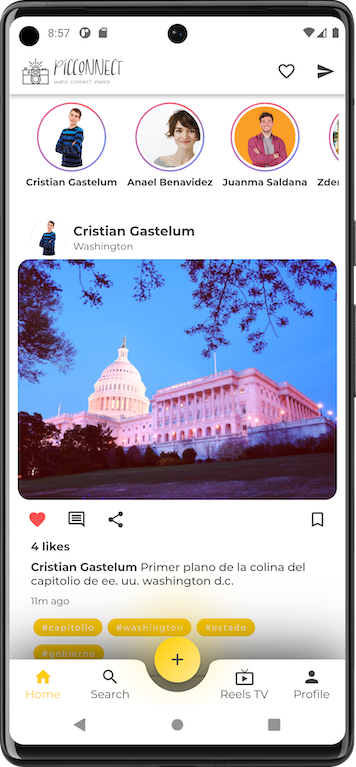 8:57
PICCONNECT
share. connect. inspire
Cristian Gastelum Anael Benavidez Juanma Saldana Zder
Cristian Gastelum
Washington
4 likes
Cristian Gastelum Primer plano de la colina del
capitolio de ee. uu. washington d.c.
11m ago
#capitolio #washington #estado
#gobierno
Home Search Reels TV Profile